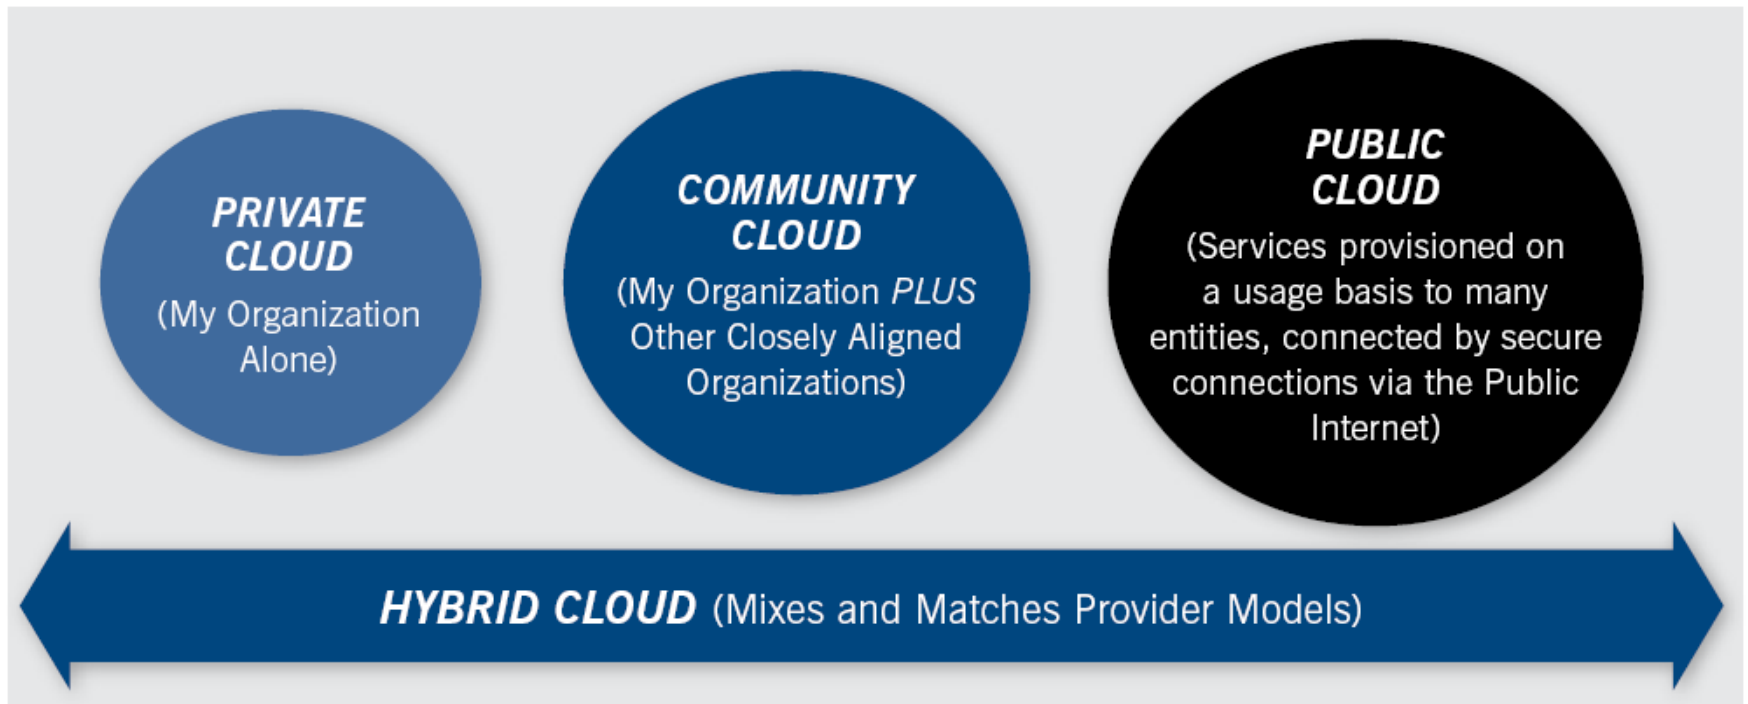 PRIVATE
CLOUD
(My Organization
Alone)
COMMUNITY
CLOUD
(My Organization PLUS
Other Closely Aligned
Organizations)
PUBLIC
CLOUD
(Services provisioned on
a usage basis to many
entities, connected by secure
connections via the Public
Internet)
HYBRID CLOUD (Mixes and Matches Provider Models)